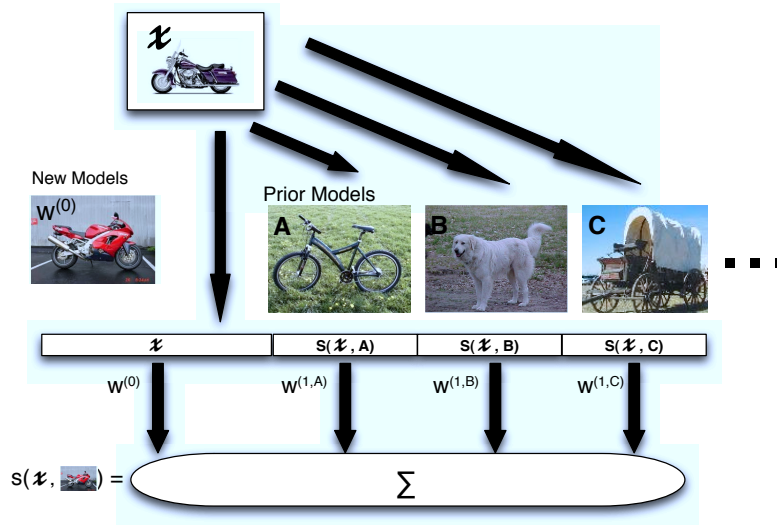 𝓍
New Models
W(0)
Prior Models
A
B
C
𝓍
S(𝓍, A)
S(𝓍, B)
S(𝓍, C)
W(0)
W(1,A)
W(1,B)
W(1,C)
S(𝓍, ) =
Σ